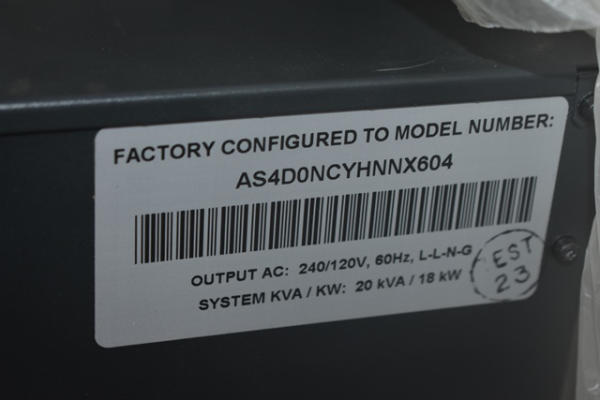 FACTORY CONFIGURED TO MODEL NUMBER:
AS4D0NCYHNNX604
OUTPUT AC: 240/120V, 60Hz, L-L-N-G
SYSTEM KVA / KW: 20 kVA / 18 kW
EST
23